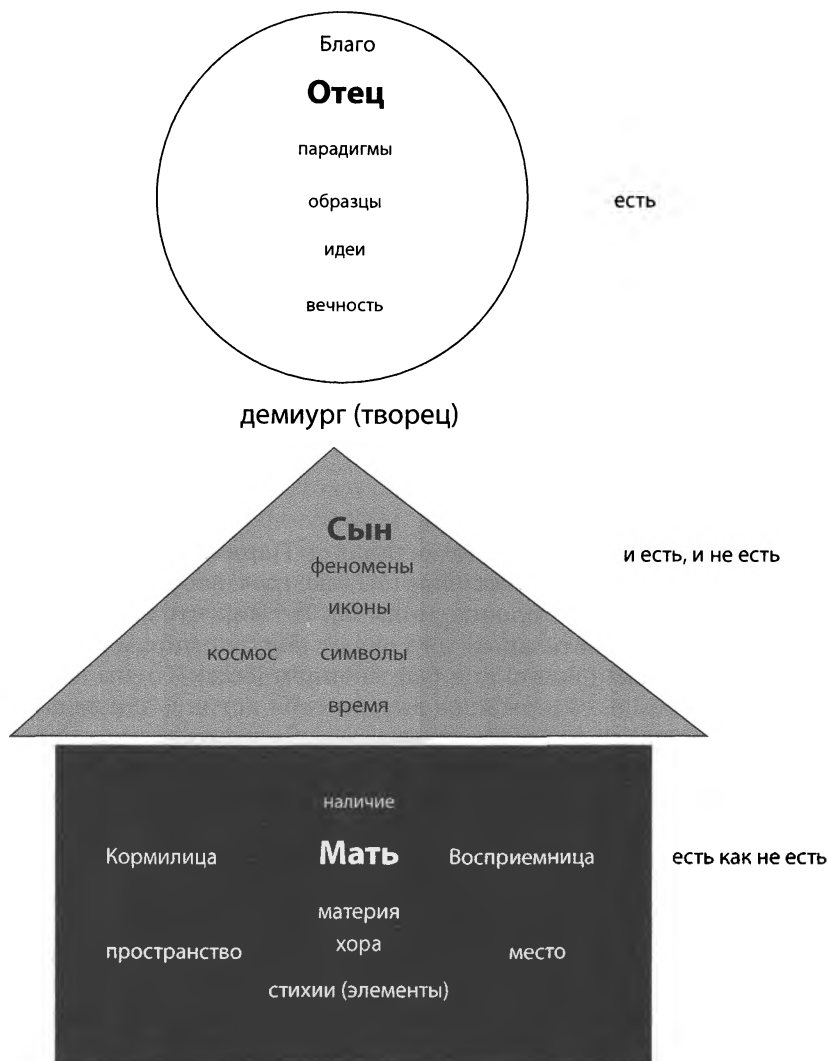 Благо
Отец
парадигмы
образцы
есть
идеи
вечность
демиург (творец)
Сын
и есть, и не есть
феномены
иконы
космос символы
время
наличие
Кормилица Мать Восприемница есть как не есть
материя
хора
пространство место
стихии (элементы)